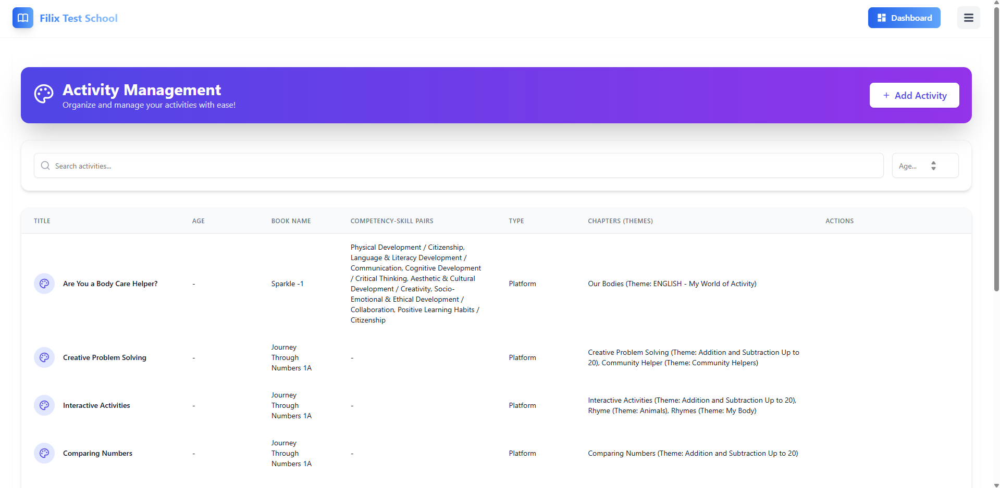 Filix Test School
Dashboard
Activity Management
Organize and manage your activities with ease!
+ Add Activity
Search activities...
Age...
TITLE
AGE
BOOK NAME
COMPETENCY-SKILL PAIRS
TYPE
CHAPTERS (THEMES)
ACTIONS
Are You a Body Care Helper?
-
Sparkle -1
Physical Development / Citizenship,
Language & Literacy Development /
Communication, Cognitive Development
/ Critical Thinking, Aesthetic & Cultural
Development / Creativity, Socio-
Emotional & Ethical Development /
Collaboration, Positive Learning Habits /
Citizenship
Platform
Our Bodies (Theme: ENGLISH - My World of Activity)
Creative Problem Solving
-
Journey
Through
Numbers 1A
-
Platform
Creative Problem Solving (Theme: Addition and Subtraction Up to
20), Community Helper (Theme: Community Helpers)
Interactive Activities
-
Journey
Through
Numbers 1A
-
Platform
Interactive Activities (Theme: Addition and Subtraction Up to 20),
Rhyme (Theme: Animals), Rhymes (Theme: My Body)
Comparing Numbers
-
Journey
Through
Numbers 1A
-
Platform
Comparing Numbers (Theme: Addition and Subtraction Up to 20)